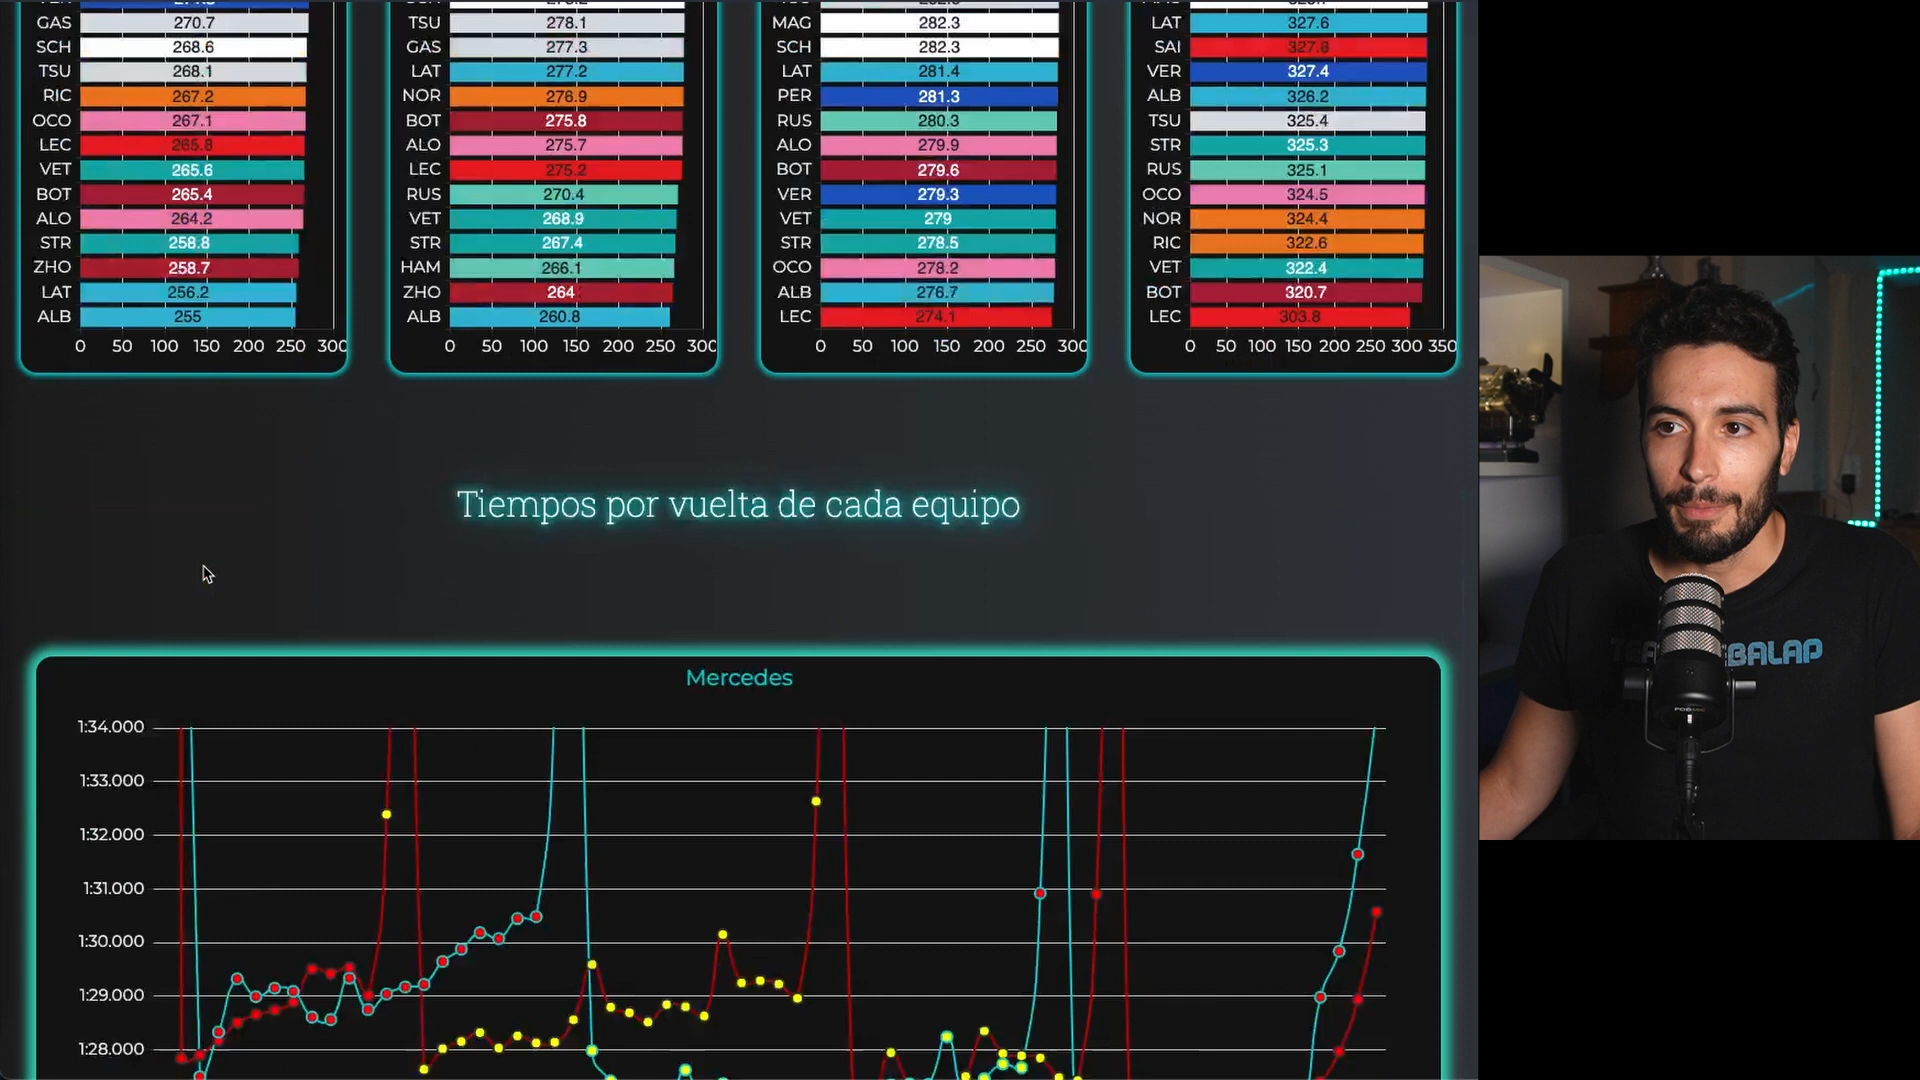 GAS 270.7
SCH 268.6
TSU 268.1
RIC 267.2
OCO 267.1
LEC 265.8
VET 265.6
BOT 265.4
ALO 264.2
STR 258.8
ZHO 258.7
LAT 256.2
ALB 255
0 50 100 150 200 250 300
TSU 278.1
GAS 277.3
LAT 277.2
NOR 276.9
BOT 275.8
ALO 275.7
LEC 275.2
RUS 270.4
VET 268.9
STR 267.4
HAM 266.1
ZHO 264
ALB 260.8
0 50 100 150 200 250 300
MAG 282.3
SCH 282.3
LAT 281.4
PER 281.3
RUS 280.3
ALO 279.9
BOT 279.6
VER 279.3
VET 279
STR 278.5
OCO 278.2
ALB 276.7
LEC 274.1
0 50 100 150 200 250 300
LAT 327.6
SAI 327.6
VER 327.4
ALB 326.2
TSU 325.4
STR 325.3
RUS 325.1
OCO 324.5
NOR 324.4
RIC 322.6
VET 322.4
BOT 320.7
LEC 303.8
0 50 100 150 200 250 300 350
Tiempos por vuelta de cada equipo
Mercedes
1:34.000
1:33.000
1:32.000
1:31.000
1:30.000
1:29.000
1:28.000